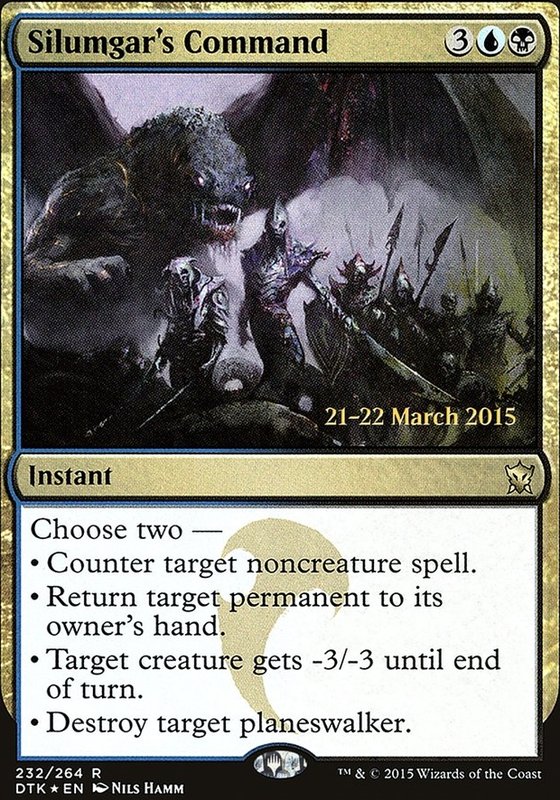 Silumgar's Command 3
21–22 March 2015
Instant
Choose two —
• Counter target noncreature spell.
• Return target permanent to its
owner's hand.
• Target creature gets -3/-3 until end
of turn.
• Destroy target planeswalker.
232/264 R
DTK ★ EN Nils Hamm
™ & © 2015 Wizards of the Coast